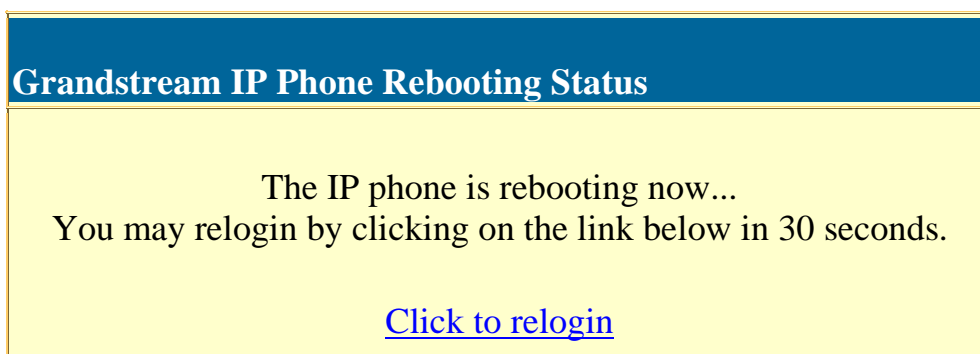 Grandstream IP Phone Rebooting Status
The IP phone is rebooting now...
You may relogin by clicking on the link below in 30 seconds.
Click to relogin